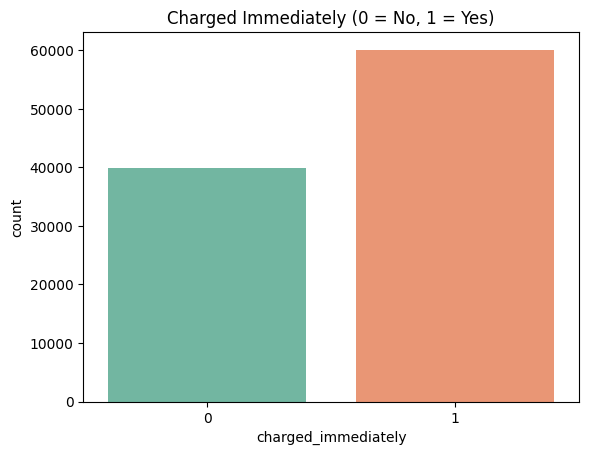 Charged Immediately (0 = No, 1 = Yes)
60000
50000
40000
30000
20000
10000
0
count
0 1
charged_immediately